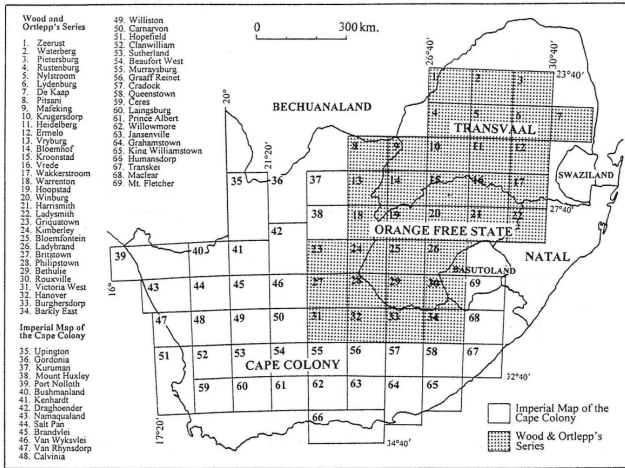 Wood and
Ortlepp's Series
1. Zeerust
2. Waterberg
3. Pietersburg
4. Rustenburg
5. Nylstroom
6. Lydenburg
7. De Kaap
8. Pitsani
9. Mafeking
10. Krugersdorp
11. Heidelberg
12. Ermelo
13. Vryburg
14. Bloemhof
15. Kroonstad
16. Vrede
17. Wakkerstroom
18. Warrenton
19. Hoopstad
20. Winburg
21. Harrismith
22. Ladysmith
23. Griquatown
24. Kimberley
25. Bloemfontein
26. Ladybrand
27. Britstown
28. Philipstown
29. Bethulie
30. Rouxville
31. Victoria West
32. Hanover
33. Burghersdorp
34. Barkly East
Imperial Map of
the Cape Colony
35. Upington
36. Gordonia
37. Kuruman
38. Mount Huxley
39. Port Nolloth
40. Bushmanland
41. Kenhardt
42. Draghoender
43. Namaqualand
44. Salt Pan
45. Brandvlei
46. Van Wyksvlei
47. Van Rhynsdorp
48. Calvinia
49. Williston
50. Carnarvon
51. Hopefield
52. Clanwilliam
53. Sutherland
54. Beaufort West
55. Murraysburg
56. Graaff Reinet
57. Cradock
58. Queenstown
59. Ceres
60. Laingsburg
61. Prince Albert
62. Willowmore
63. Jansenville
64. Grahamstown
65. King Williamstown
66. Humansdorp
67. Transkei
68. Maclear
69. Mt. Fletcher
0 300 km.
26°40'
30°40'
23°40'
1 2 3
BECHUANALAND
20°
4 5 6 7
TRANSVAAL
21°20'
8 9 10 11 12
SWAZILAND
35 36 37 13 14 15 16 17
27°40'
38 18 19 20 21 22
42
ORANGE FREE STATE
39 40 41 23 24 25 26
NATAL
BASUTOLAND
16°
43 44 45 46 27 28 29 30 69
47 48 49 50 31 32 33 34 68
51 52 53 54 55 56 57 58 67
CAPE COLONY
32°40'
59 60 61 62 63 64 65
66
17°20'
34°40'
Imperial Map of the
Cape Colony
Wood & Ortlepp's
Series